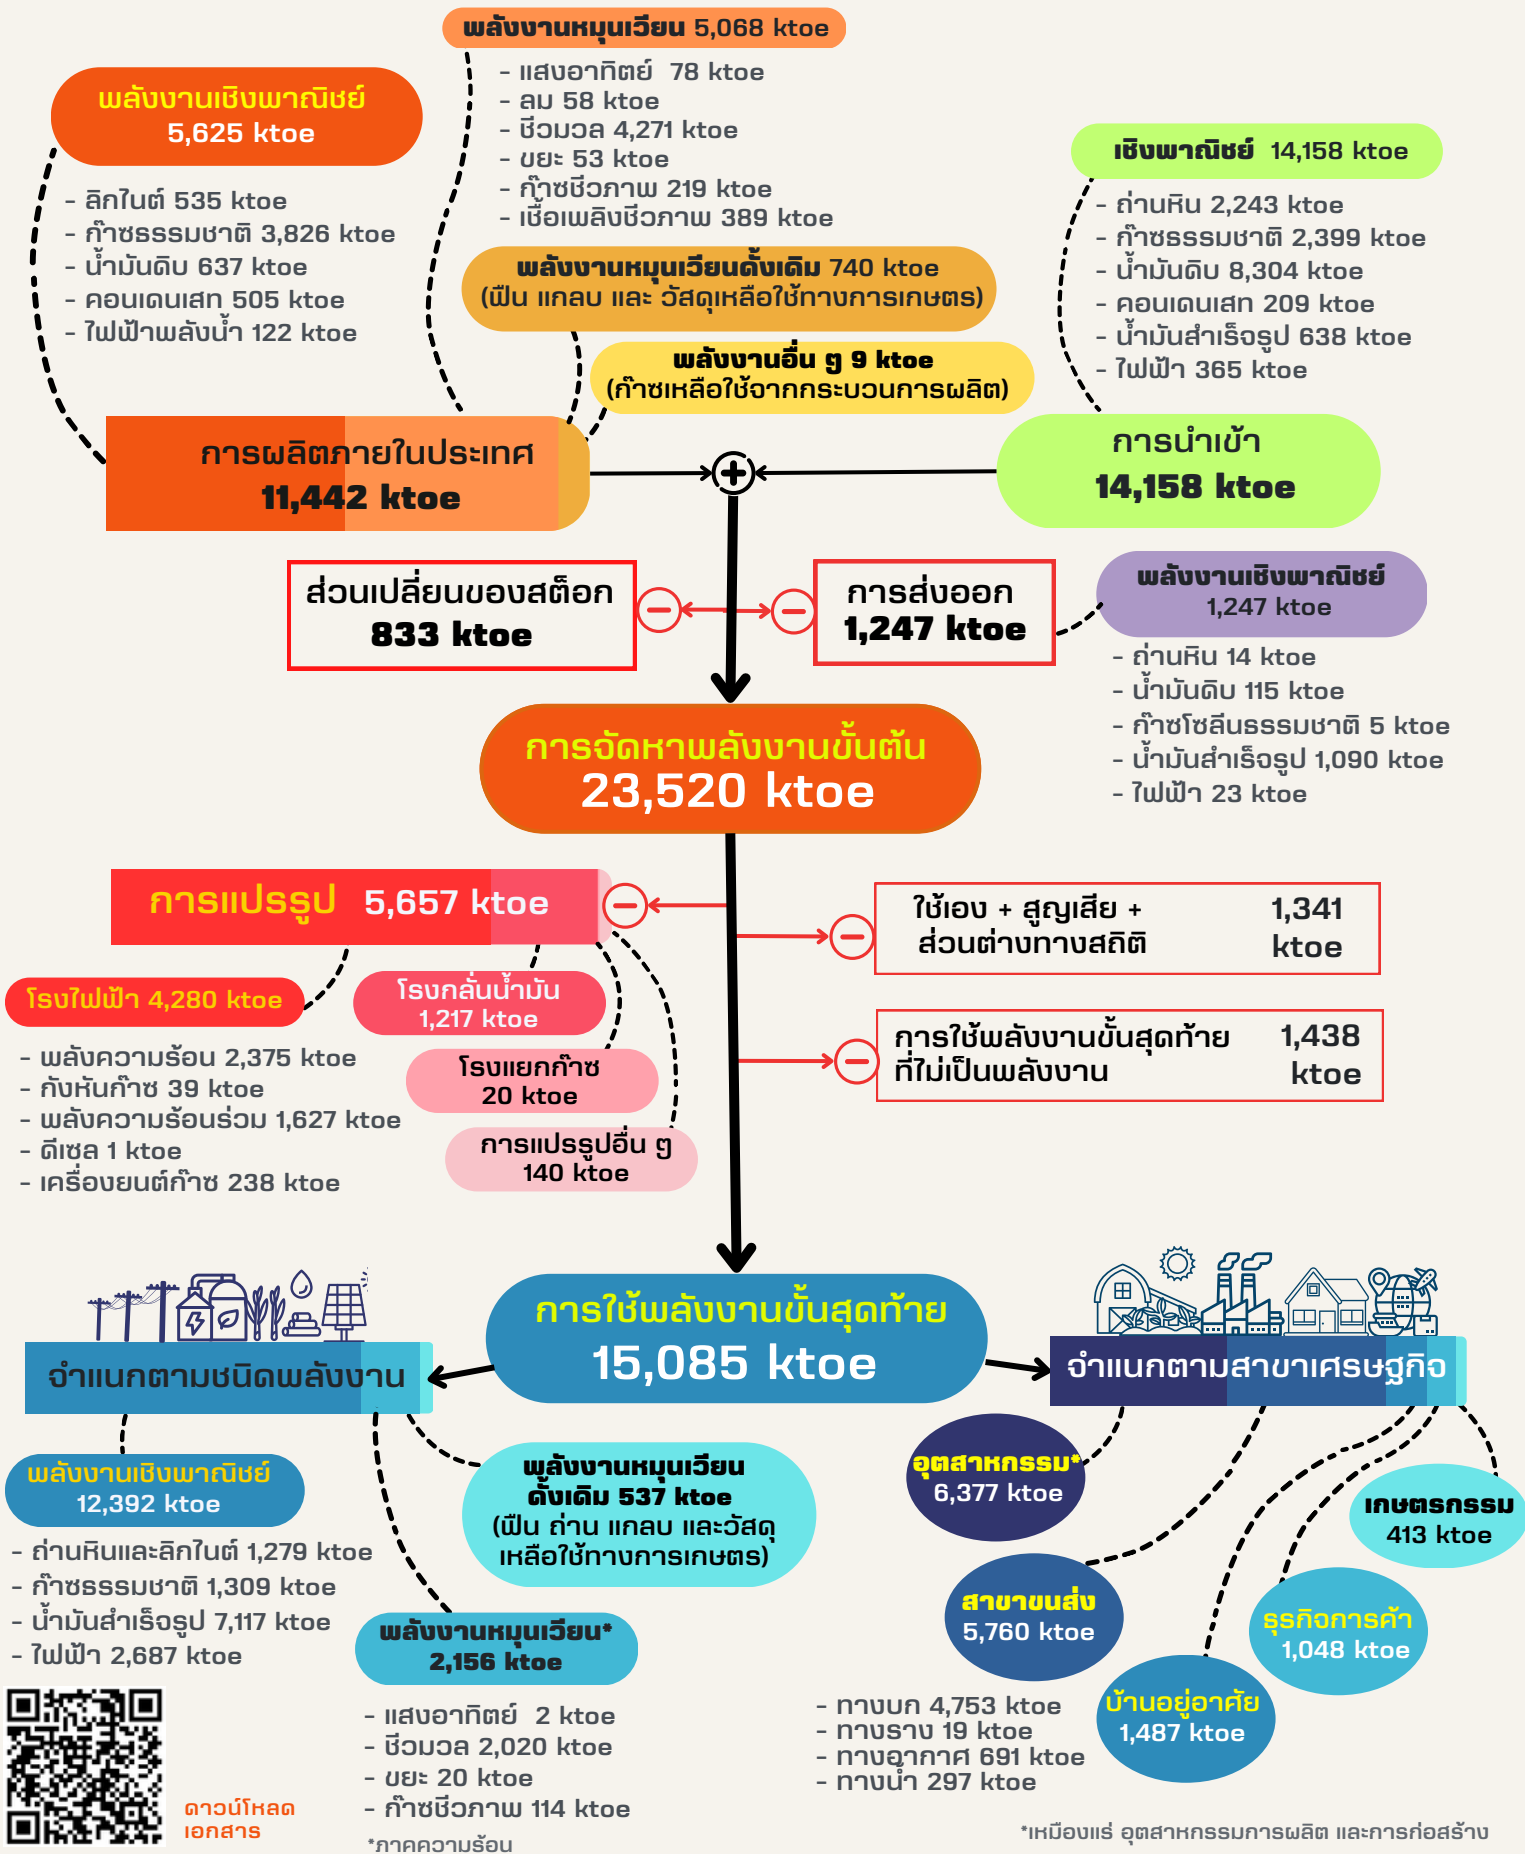 พลังงานหมุนเวียน 5,068 ktoe
- แสงอาทิตย์ 78 ktoe
- ลม 58 ktoe
- ชีวมวล 4,271 ktoe
- ขยะ 53 ktoe
- ก๊าซชีวภาพ 219 ktoe
- เชื้อเพลิงชีวภาพ 389 ktoe
พลังงานเชิงพาณิชย์
5,625 ktoe
- ลิกไนต์ 535 ktoe
- ก๊าซธรรมชาติ 3,826 ktoe
- น้ำมันดิบ 637 ktoe
- คอนเดนเสท 505 ktoe
- ไฟฟ้าพลังน้ำ 122 ktoe
พลังงานหมุนเวียนดั้งเดิม 740 ktoe
(ฟืน แกลบ และ วัสดุเหลือใช้ทางการเกษตร)
พลังงานอื่น ๆ 9 ktoe
(ก๊าซเหลือใช้จากกระบวนการผลิต)
เชิงพาณิชย์ 14,158 ktoe
- ถ่านหิน 2,243 ktoe
- ก๊าซธรรมชาติ 2,399 ktoe
- น้ำมันดิบ 8,304 ktoe
- คอนเดนเสท 209 ktoe
- น้ำมันสำเร็จรูป 638 ktoe
- ไฟฟ้า 365 ktoe
การผลิตภายในประเทศ
11,442 ktoe
การนำเข้า
14,158 ktoe
ส่วนเปลี่ยนของสต็อก
833 ktoe
การส่งออก
1,247 ktoe
พลังงานเชิงพาณิชย์
1,247 ktoe
- ถ่านหิน 14 ktoe
- น้ำมันดิบ 115 ktoe
- ก๊าซโซลีนธรรมชาติ 5 ktoe
- น้ำมันสำเร็จรูป 1,090 ktoe
- ไฟฟ้า 23 ktoe
การจัดหาพลังงานขั้นต้น
23,520 ktoe
การแปรรูป 5,657 ktoe
ใช้เอง + สูญเสีย + 1,341
ส่วนต่างทางสถิติ ktoe
โรงไฟฟ้า 4,280 ktoe
- พลังความร้อน 2,375 ktoe
- กังหันก๊าซ 39 ktoe
- พลังความร้อนร่วม 1,627 ktoe
- ดีเซล 1 ktoe
- เครื่องยนต์ก๊าซ 238 ktoe
โรงกลั่นน้ำมัน
1,217 ktoe
โรงแยกก๊าซ
20 ktoe
การแปรรูปอื่น ๆ
140 ktoe
การใช้พลังงานขั้นสุดท้าย 1,438
ที่ไม่เป็นพลังงาน ktoe
การใช้พลังงานขั้นสุดท้าย
15,085 ktoe
จำแนกตามชนิดพลังงาน
จำแนกตามสาขาเศรษฐกิจ
พลังงานเชิงพาณิชย์
12,392 ktoe
- ถ่านหินและลิกไนต์ 1,279 ktoe
- ก๊าซธรรมชาติ 1,309 ktoe
- น้ำมันสำเร็จรูป 7,117 ktoe
- ไฟฟ้า 2,687 ktoe
พลังงานหมุนเวียน
ดั้งเดิม 537 ktoe
(ฟืน ถ่าน แกลบ และวัสดุ
เหลือใช้ทางการเกษตร)
พลังงานหมุนเวียน*
2,156 ktoe
- แสงอาทิตย์ 2 ktoe
- ชีวมวล 2,020 ktoe
- ขยะ 20 ktoe
- ก๊าซชีวภาพ 114 ktoe
*ภาคความร้อน
ดาวน์โหลด
เอกสาร
อุตสาหกรรม*
6,377 ktoe
สาขาขนส่ง
5,760 ktoe
- ทางบก 4,753 ktoe
- ทางราง 19 ktoe
- ทางอากาศ 691 ktoe
- ทางน้ำ 297 ktoe
บ้านอยู่อาศัย
1,487 ktoe
ธุรกิจการค้า
1,048 ktoe
เกษตรกรรม
413 ktoe
*เหมืองแร่ อุตสาหกรรมการผลิต และการก่อสร้าง